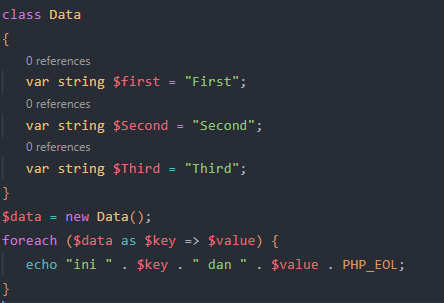 class Data
{
0 references
var string $first = "First";
0 references
var string $Second = "Second";
0 references
var string $Third = "Third";
}
$data = new Data();
foreach ($data as $key => $value) {
echo "ini " . $key . " dan " . $value . PHP_EOL;
}